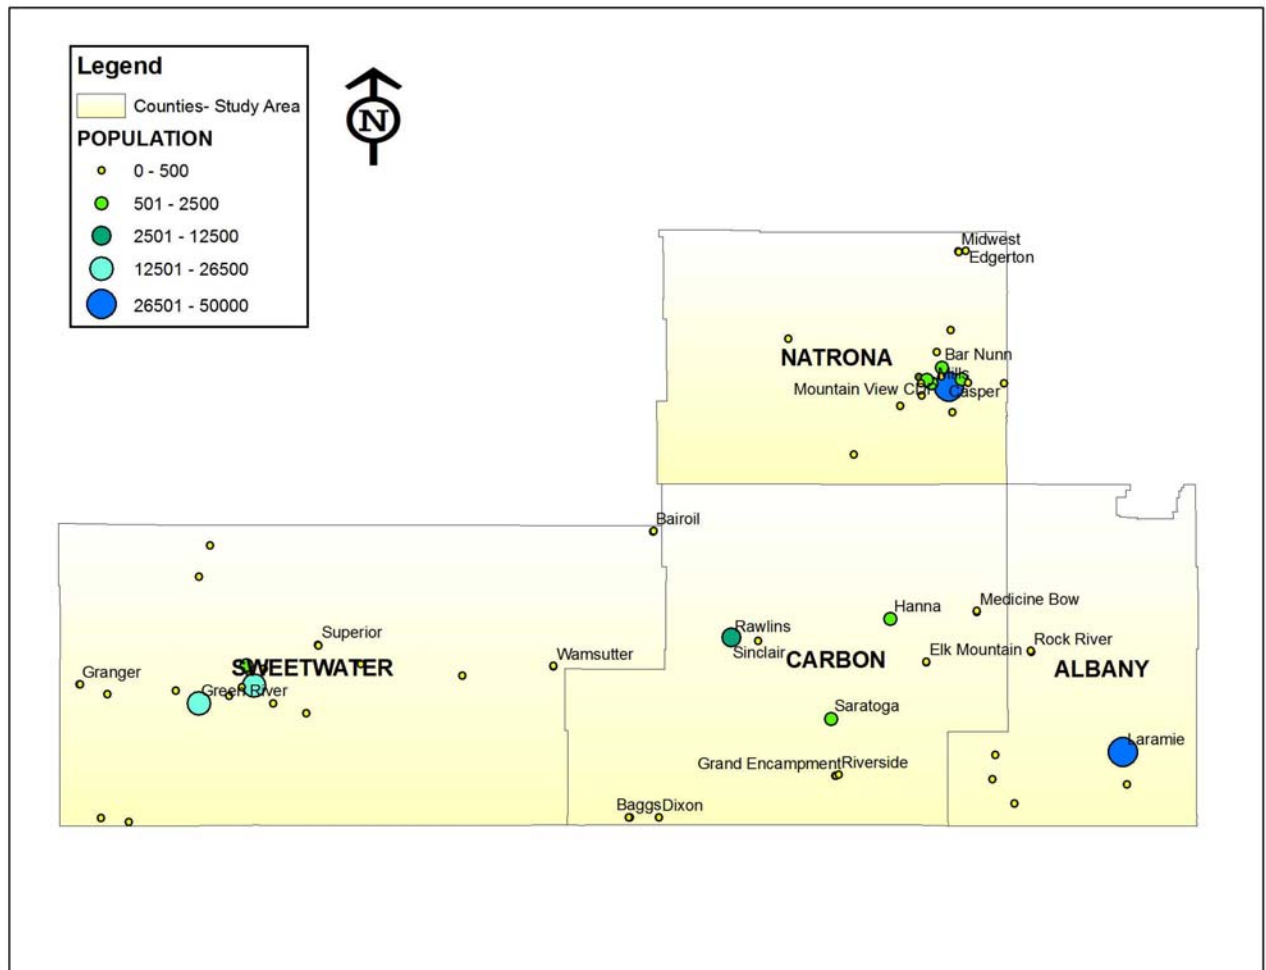 Legend
Counties- Study Area
POPULATION
0 - 500
501 - 2500
2501 - 12500
12501 - 26500
26501 - 50000
N
Midwest
Edgerton
NATRONA
Bar Nunn
Mills
Mountain View CDP
Casper
Bairoil
Hanna
Medicine Bow
Rawlins
Sinclair
CARBON
Elk Mountain
Rock River
ALBANY
Superior
SWEETWATER
Wamsutter
Granger
Green River
Saratoga
Laramie
Grand Encampment
Riverside
Baggs
Dixon